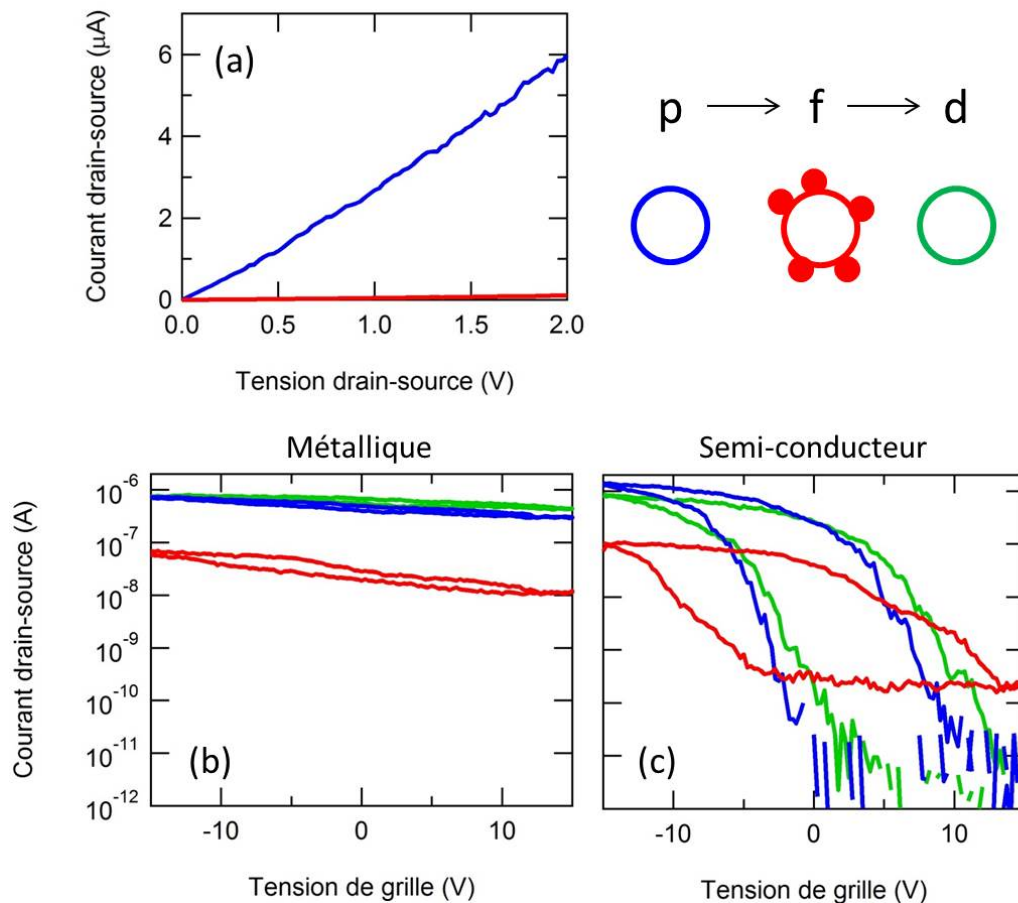 (a)
Courant drain-source (µA)
6
4
2
0
0.0 0.5 1.0 1.5 2.0
Tension drain-source (V)
p → f → d
Métallique
Semi-conducteur
Courant drain-source (A)
10⁻⁶
10⁻⁷
10⁻⁸
10⁻⁹
10⁻¹⁰
10⁻¹¹
10⁻¹²
(b)
(c)
-10 0 10
-10 0 10
Tension de grille (V)
Tension de grille (V)